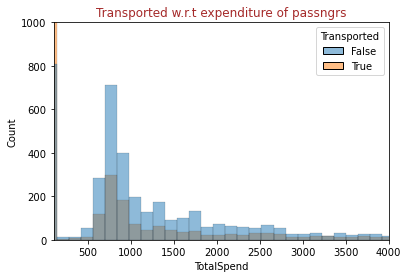 Transported w.r.t expenditure of passngrs
Transported
False
True
Count
1000
800
600
400
200
0
500
1000
1500
2000
2500
3000
3500
4000
TotalSpend